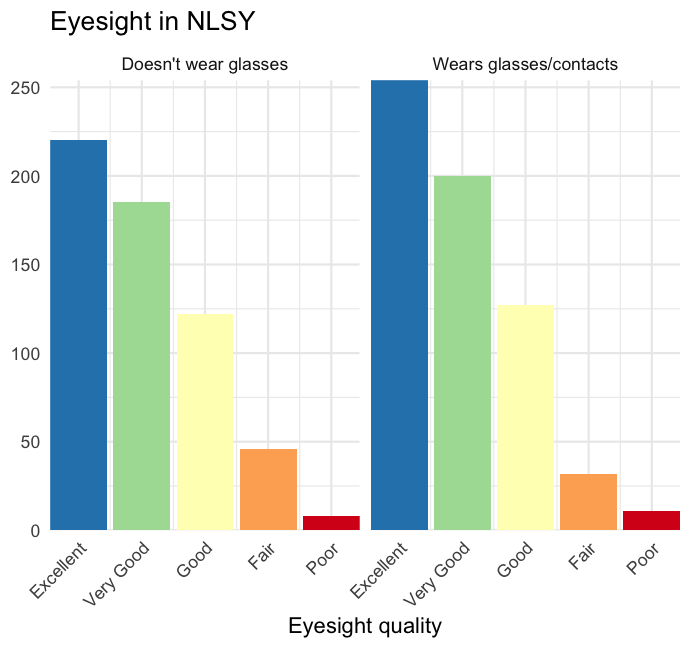 Eyesight in NLSY
Doesn't wear glasses
Wears glasses/contacts
250
200
150
100
50
0
Excellent
Very Good
Good
Fair
Poor
Excellent
Very Good
Good
Fair
Poor
Eyesight quality